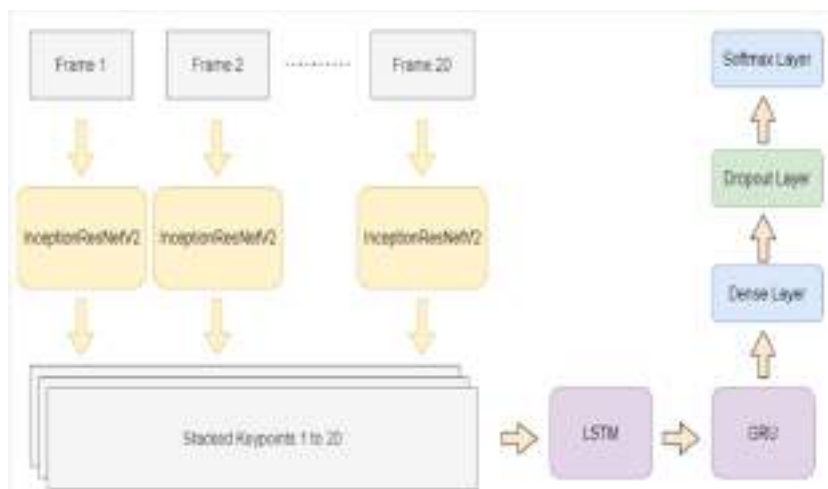 Frame 1
Frame 2
Frame 20
Softmax Layer
Dropout Layer
InceptionResNetV2
InceptionResNetV2
InceptionResNetV2
Dense Layer
Stacked Keypoints 1 to 20
LSTM
GRU